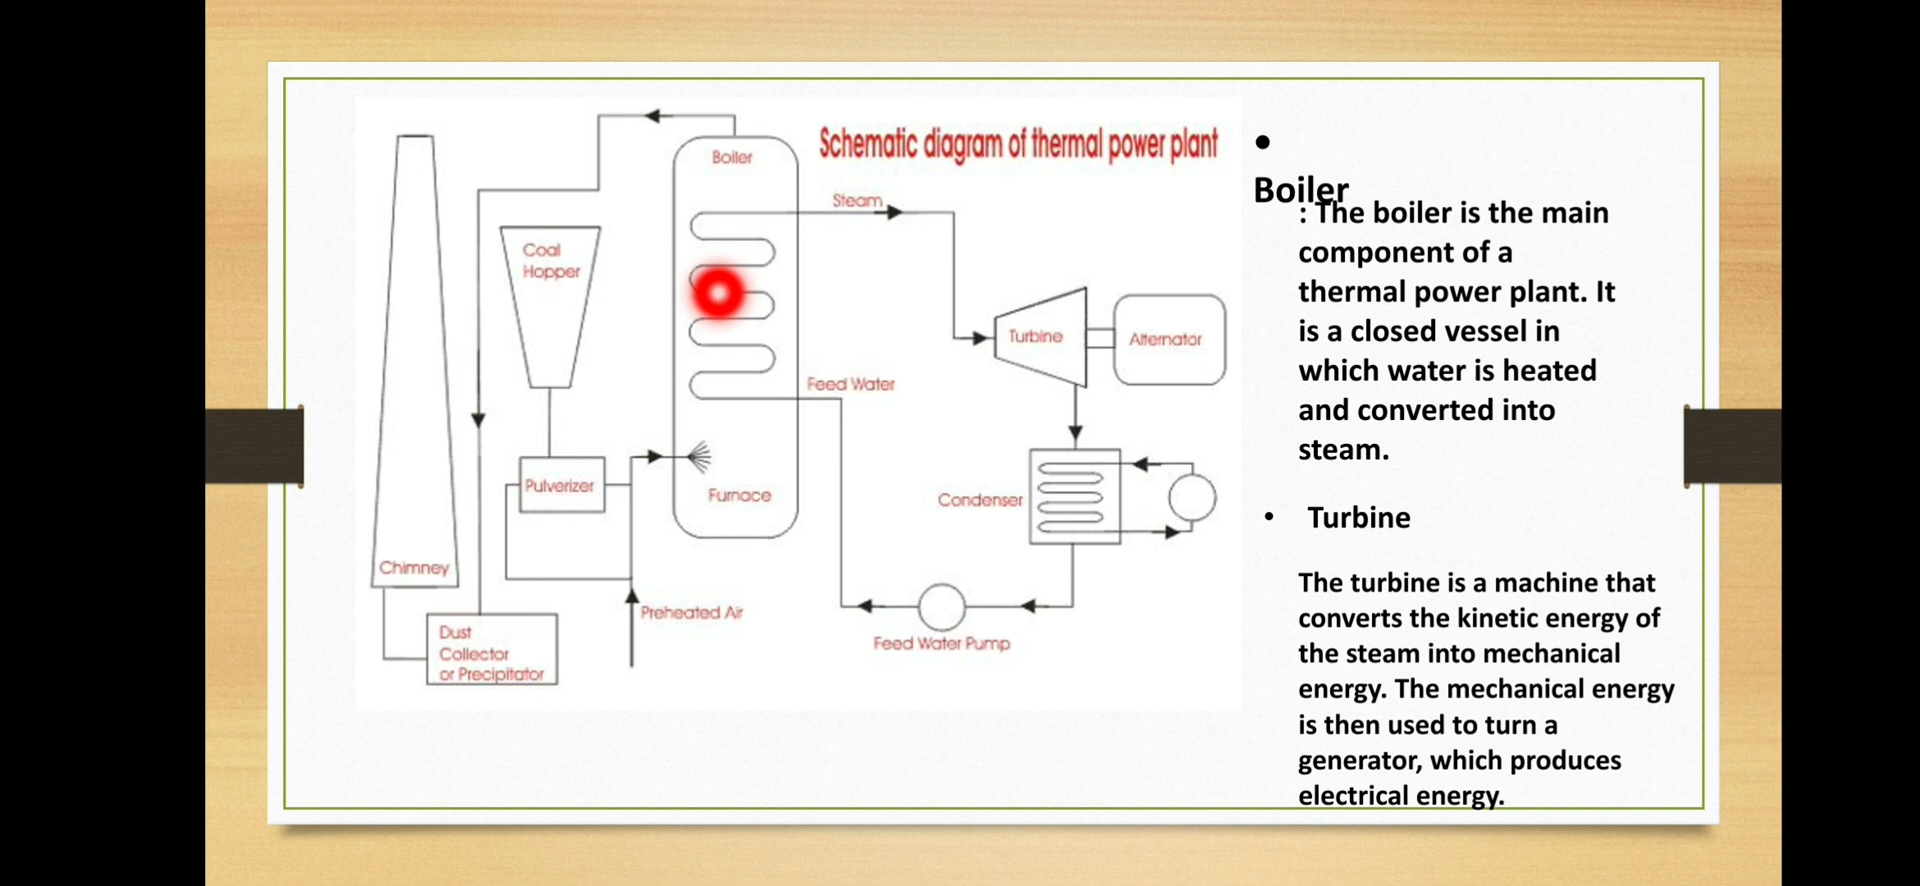 Schematic diagram of thermal power plant
Boiler
Steam
Coal
Hopper
Turbine
Alternator
Feed Water
Pulverizer
Furnace
Condenser
Chimney
Preheated Air
Dust
Collector
or Precipitator
Feed Water Pump
• 
Boiler
: The boiler is the main
component of a
thermal power plant. It
is a closed vessel in
which water is heated
and converted into
steam.
• Turbine
The turbine is a machine that
converts the kinetic energy of
the steam into mechanical
energy. The mechanical energy
is then used to turn a
generator, which produces
electrical energy.